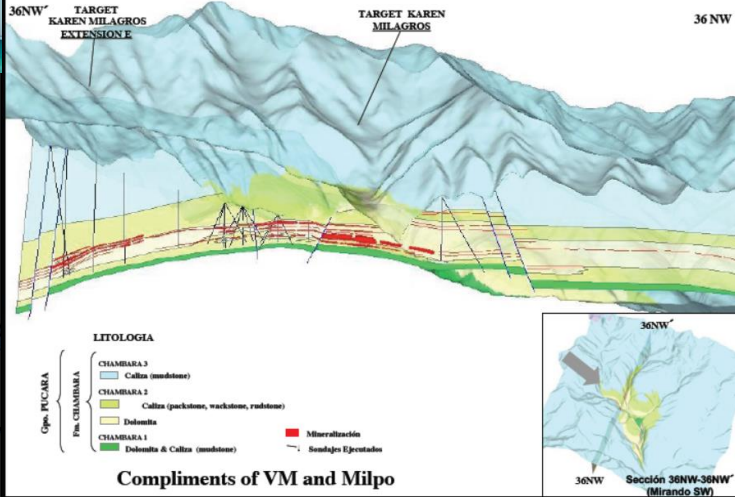 36NW´
TARGET
KAREN MILAGROS
EXTENSION E
TARGET KAREN
MILAGROS
36 NW
LITOLOGIA
Gpo. PUCARA
Fm. CHAMBARA
CHAMBARA 3
Caliza (mudstone)
CHAMBARA 2
Caliza (packstone, wackstone, rudstone)
Dolomita
CHAMBARA 1
Dolomita & Caliza (mudstone)
Mineralización
Sondajes Ejecutados
Compliments of VM and Milpo
36NW´
36NW
Sección 36NW-36NW´
(Mirando SW)